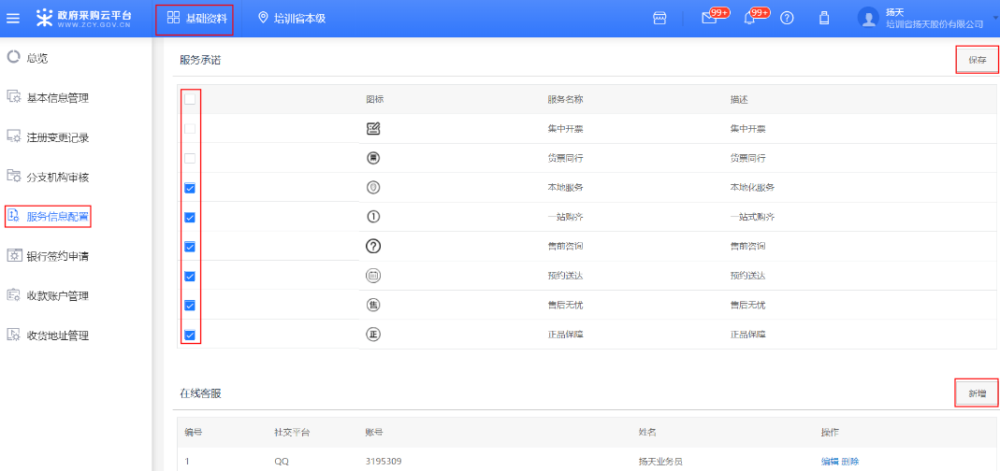 政府采购云平台
WWW.ZCY.GOV.CN
基础资料
培训省本级
99+
99+
扬天
培训省扬天股份有限公司
总览
基本信息管理
注册变更记录
分支机构审核
服务信息配置
银行签约申请
收款账户管理
收货地址管理
服务承诺
保存
图标 服务名称 描述
集中开票 集中开票
货票同行 货票同行
本地服务 本地化服务
1 一站购齐 一站式购齐
? 售前咨询 售前咨询
预约送达 预约送达
售 售后无忧 售后无忧
正 正品保障 正品保障
在线客服
新增
编号 社交平台 账号 姓名 操作
1 QQ 3195309 扬天业务员 编辑 删除